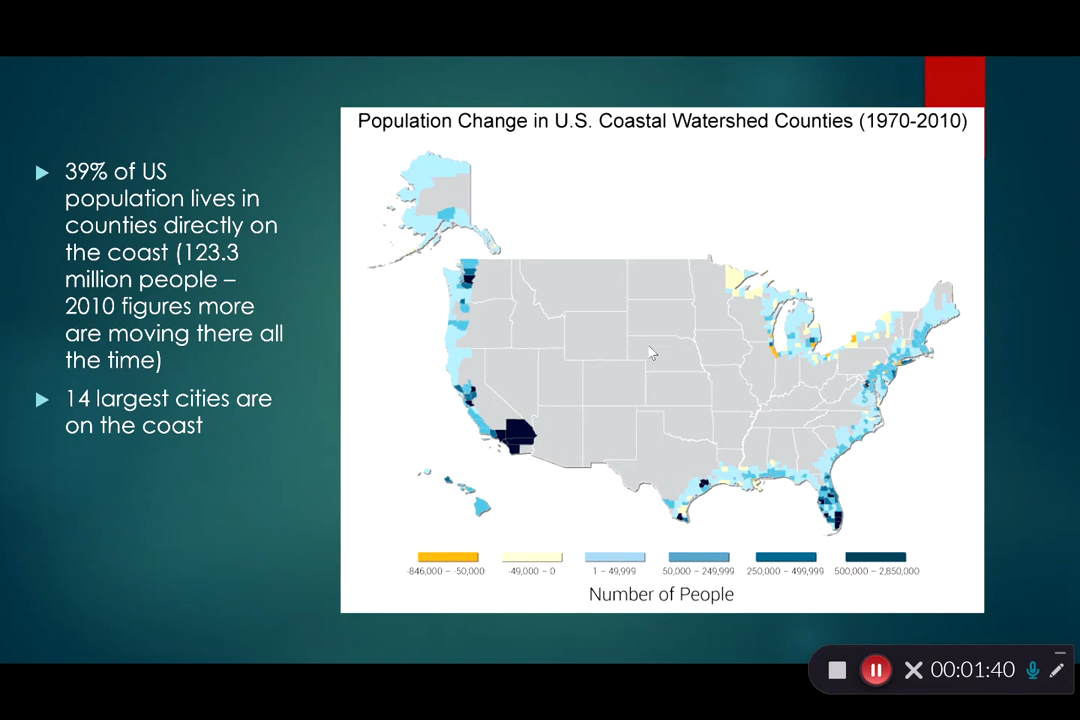 Population Change in U.S. Coastal Watershed Counties (1970-2010)
39% of US
population lives in
counties directly on
the coast (123.3
million people –
2010 figures more
are moving there all
the time)
14 largest cities are
on the coast
-846,000 – -50,000
-49,000 – 0
1 – 49,999
50,000 – 249,999
250,000 – 499,999
500,000 – 2,850,000
Number of People
00:01:40